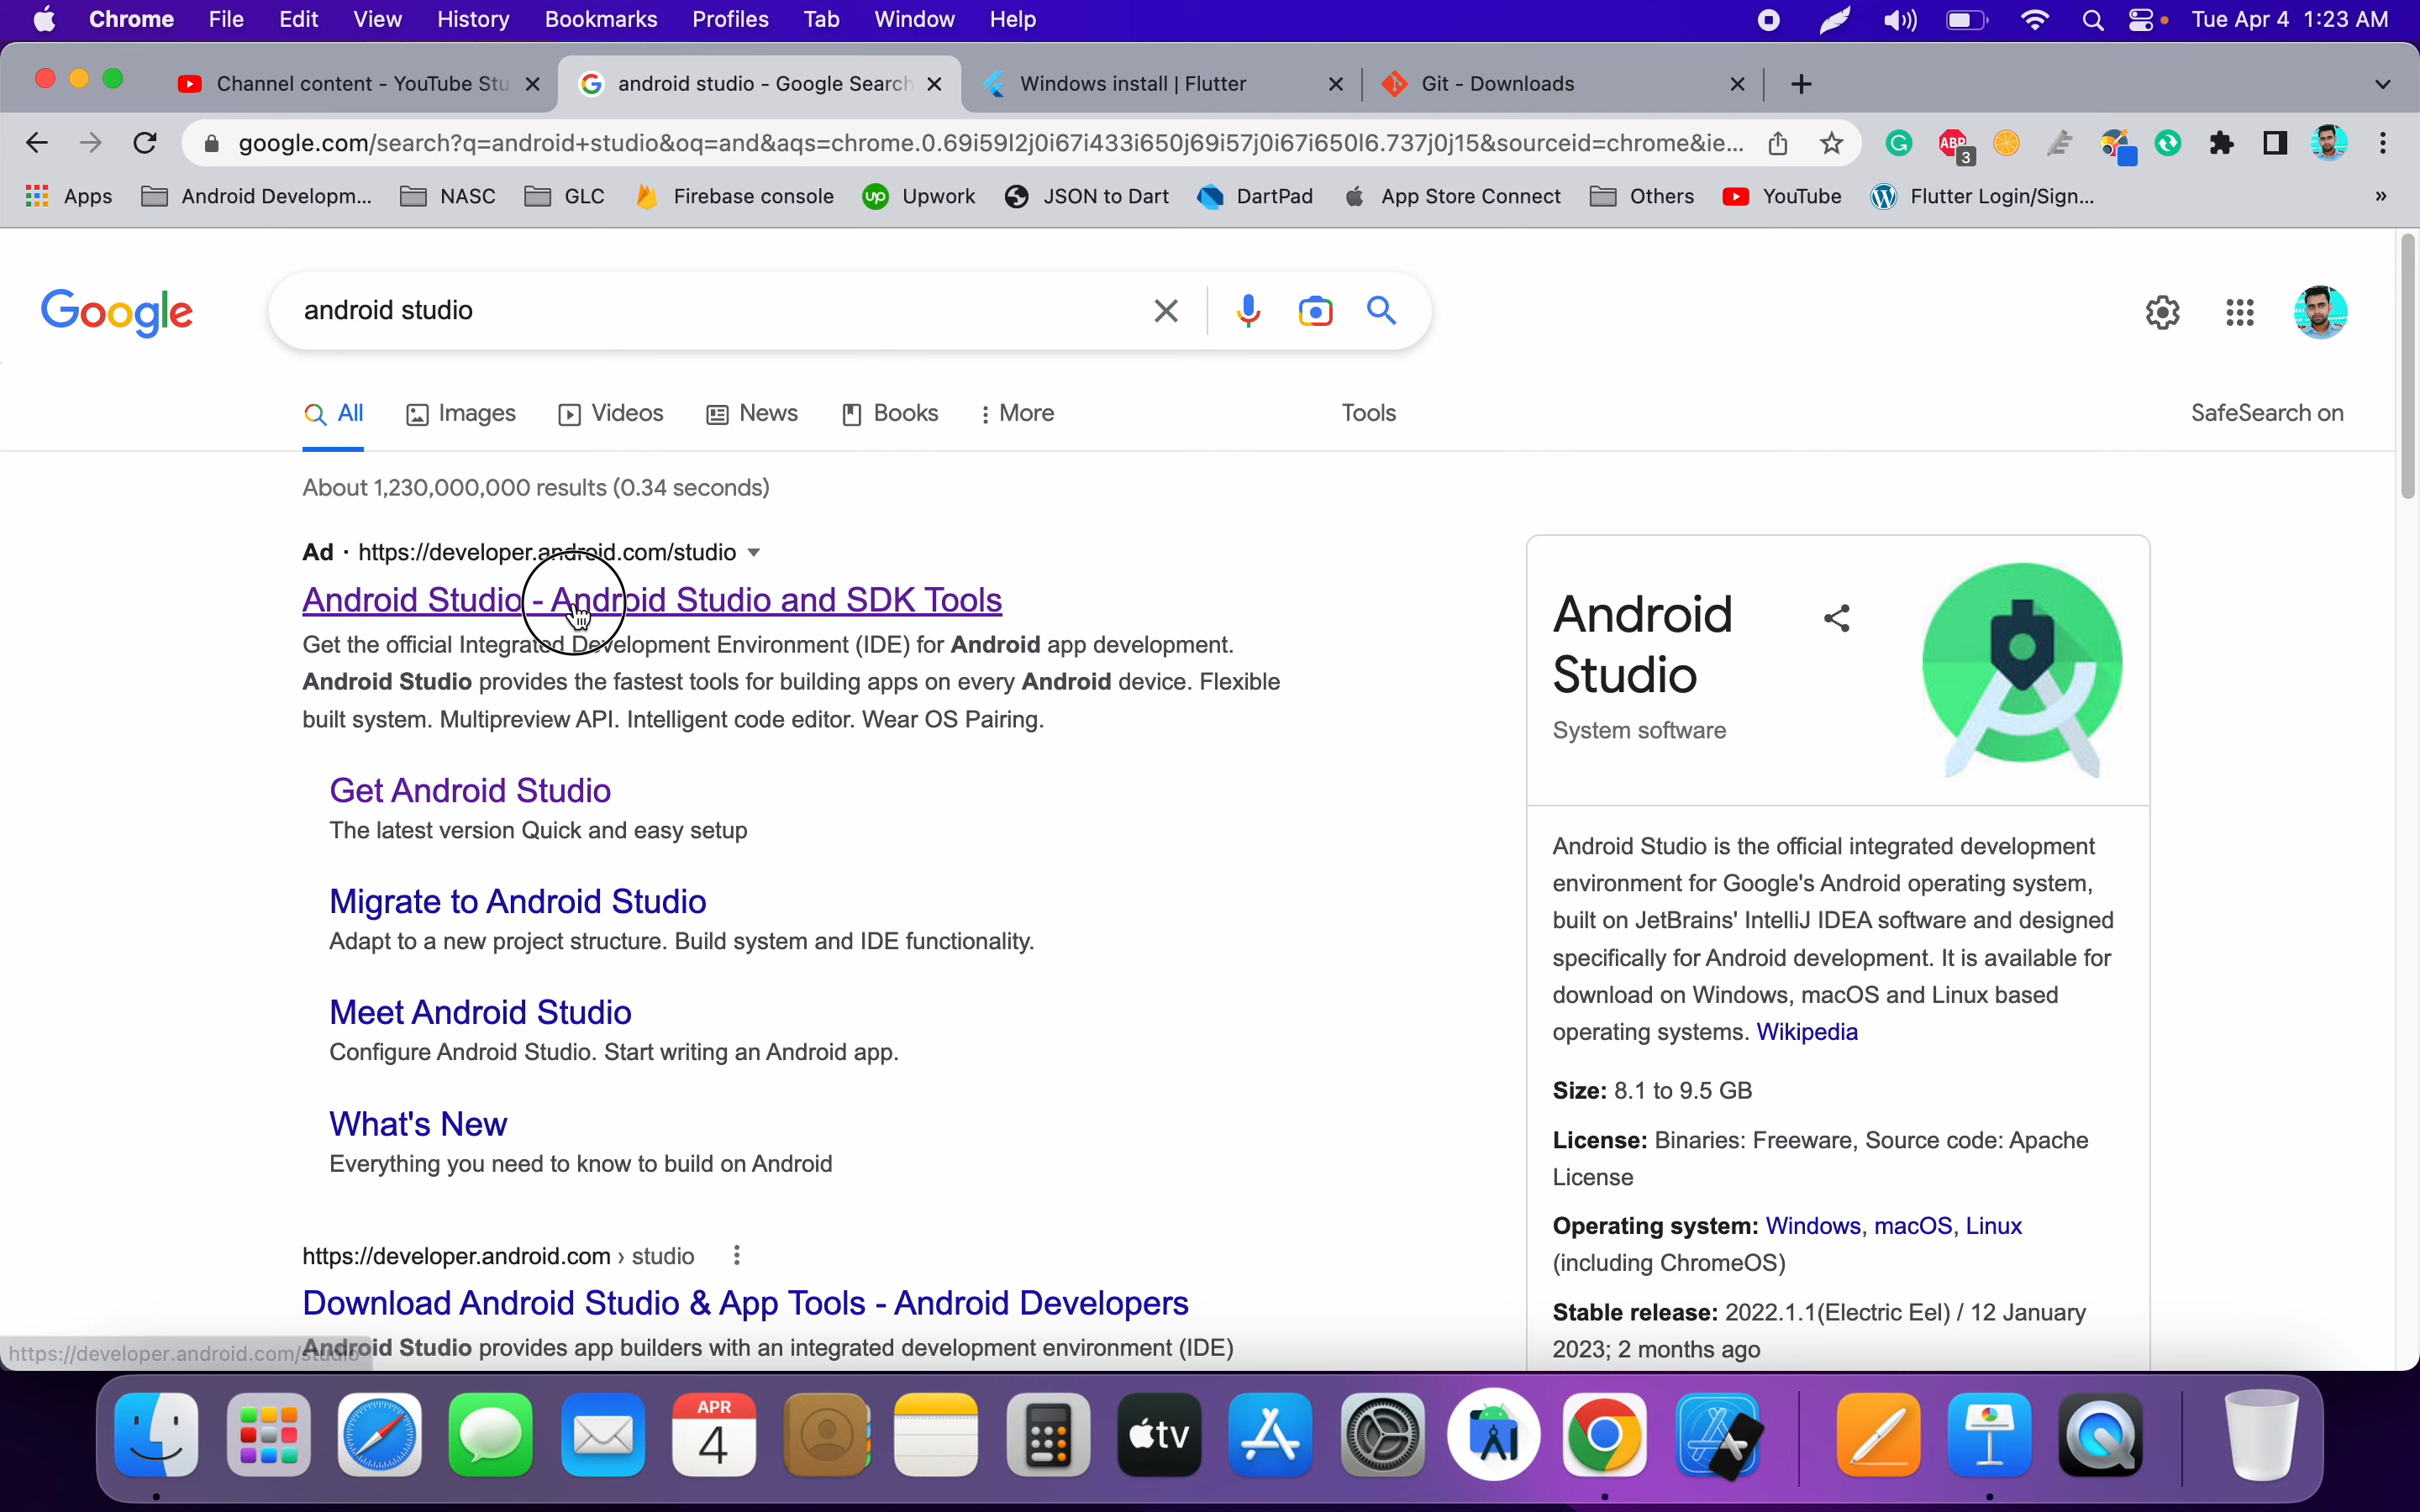 Chrome File Edit View History Bookmarks Profiles Tab Window Help Tue Apr 4 1:23 AM
Channel content - YouTube Stu android studio - Google Search Windows install | Flutter Git - Downloads
google.com/search?q=android+studio&oq=and&aqs=chrome.0.69i59l2j0i67i433i650j69i57j0i67i650l6.737j0j15&sourceid=chrome&ie...
ABP 3
Apps Android Developm... NASC GLC Firebase console up Upwork JSON to Dart DartPad App Store Connect Others YouTube Flutter Login/Sign... »
Google android studio
All Images Videos News Books More Tools SafeSearch on
About 1,230,000,000 results (0.34 seconds)
Ad · https://developer.android.com/studio
Android Studio - Android Studio and SDK Tools
Get the official Integrated Development Environment (IDE) for Android app development.
Android Studio provides the fastest tools for building apps on every Android device. Flexible
built system. Multipreview API. Intelligent code editor. Wear OS Pairing.
Get Android Studio
The latest version Quick and easy setup
Migrate to Android Studio
Adapt to a new project structure. Build system and IDE functionality.
Meet Android Studio
Configure Android Studio. Start writing an Android app.
What's New
Everything you need to know to build on Android
https://developer.android.com › studio
Download Android Studio & App Tools - Android Developers
Android Studio provides app builders with an integrated development environment (IDE)
https://developer.android.com/studio
Android
Studio
System software
Android Studio is the official integrated development
environment for Google's Android operating system,
built on JetBrains' IntelliJ IDEA software and designed
specifically for Android development. It is available for
download on Windows, macOS and Linux based
operating systems. Wikipedia
Size: 8.1 to 9.5 GB
License: Binaries: Freeware, Source code: Apache
License
Operating system: Windows, macOS, Linux
(including ChromeOS)
Stable release: 2022.1.1(Electric Eel) / 12 January
2023; 2 months ago
APR
4
tv